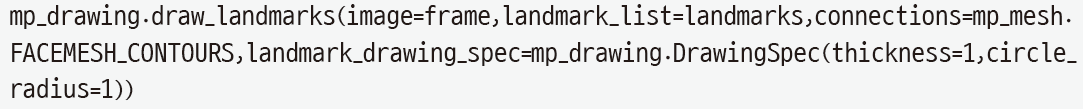 mp_drawing.draw_landmarks(image=frame,landmark_list=landmarks,connections=mp_mesh.
FACEMESH_CONTOURS,landmark_drawing_spec=mp_drawing.DrawingSpec(thickness=1,circle_
radius=1))